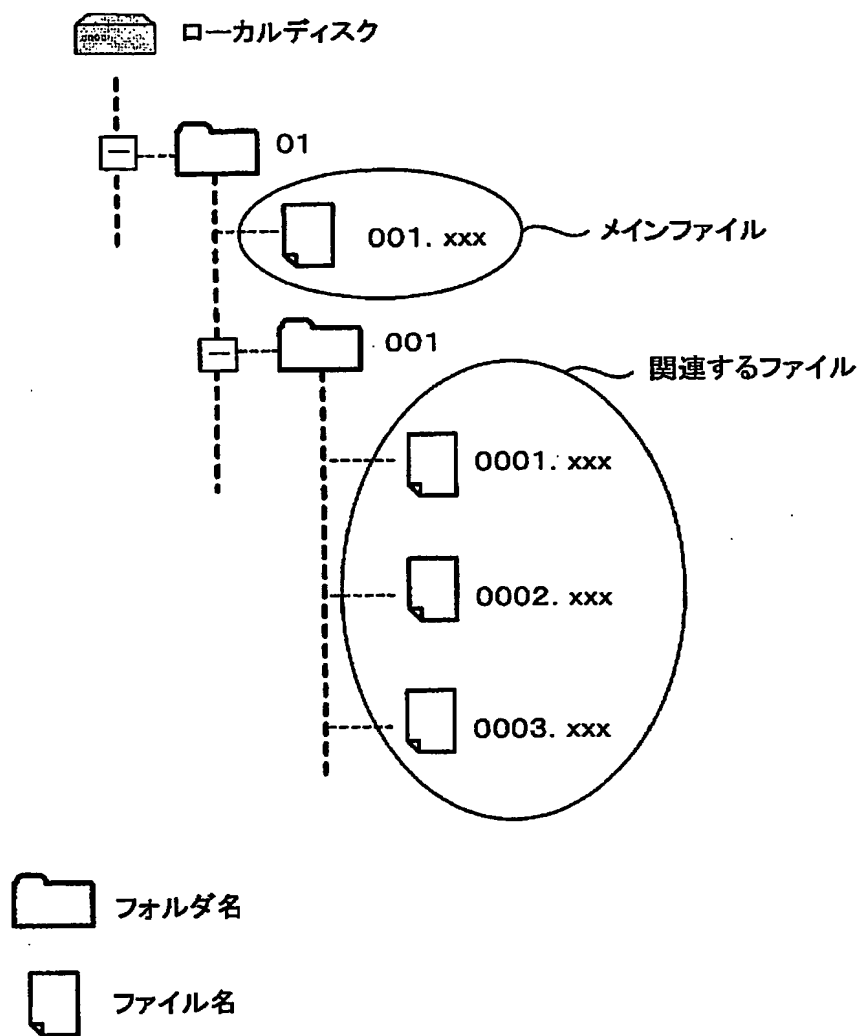 ローカルディスク
01
001. xxx
メインファイル
001
関連するファイル
0001. xxx
0002. xxx
0003. xxx
フォルダ名
ファイル名